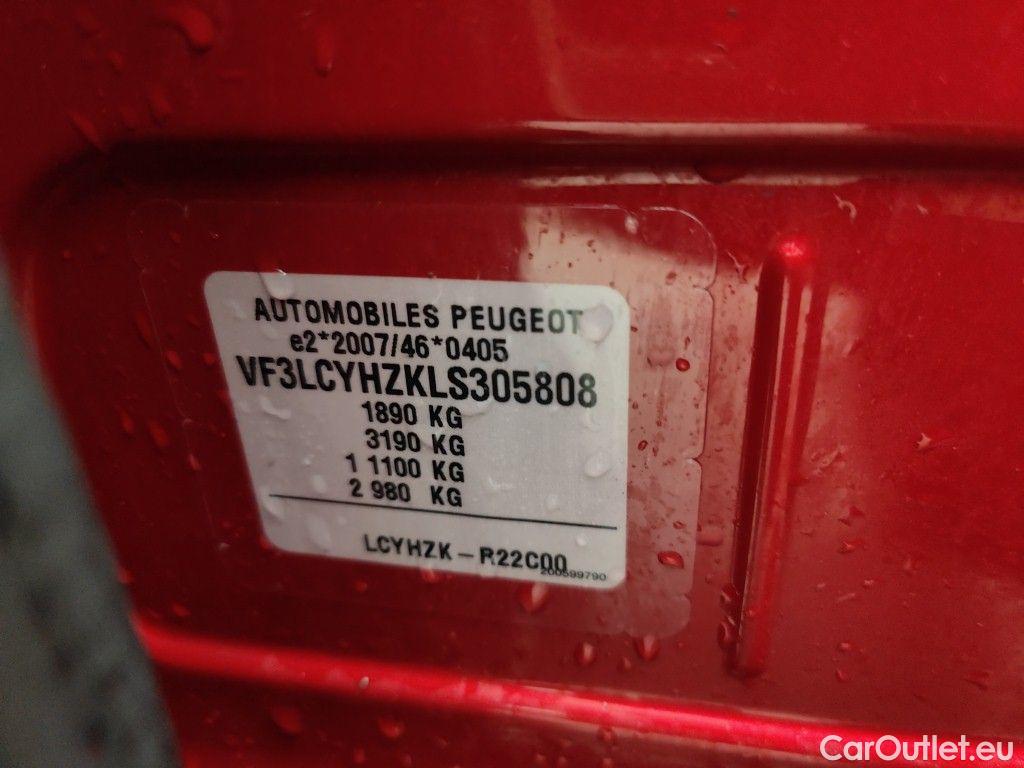 AUTOMOBILES PEUGEOT
e2*2007/46*0405
VF3LCYHZKLS305808
1890 KG
3190 KG
1 1100 KG
2 980 KG
LCYHZK - R22C00
200599790
CarOutlet.eu